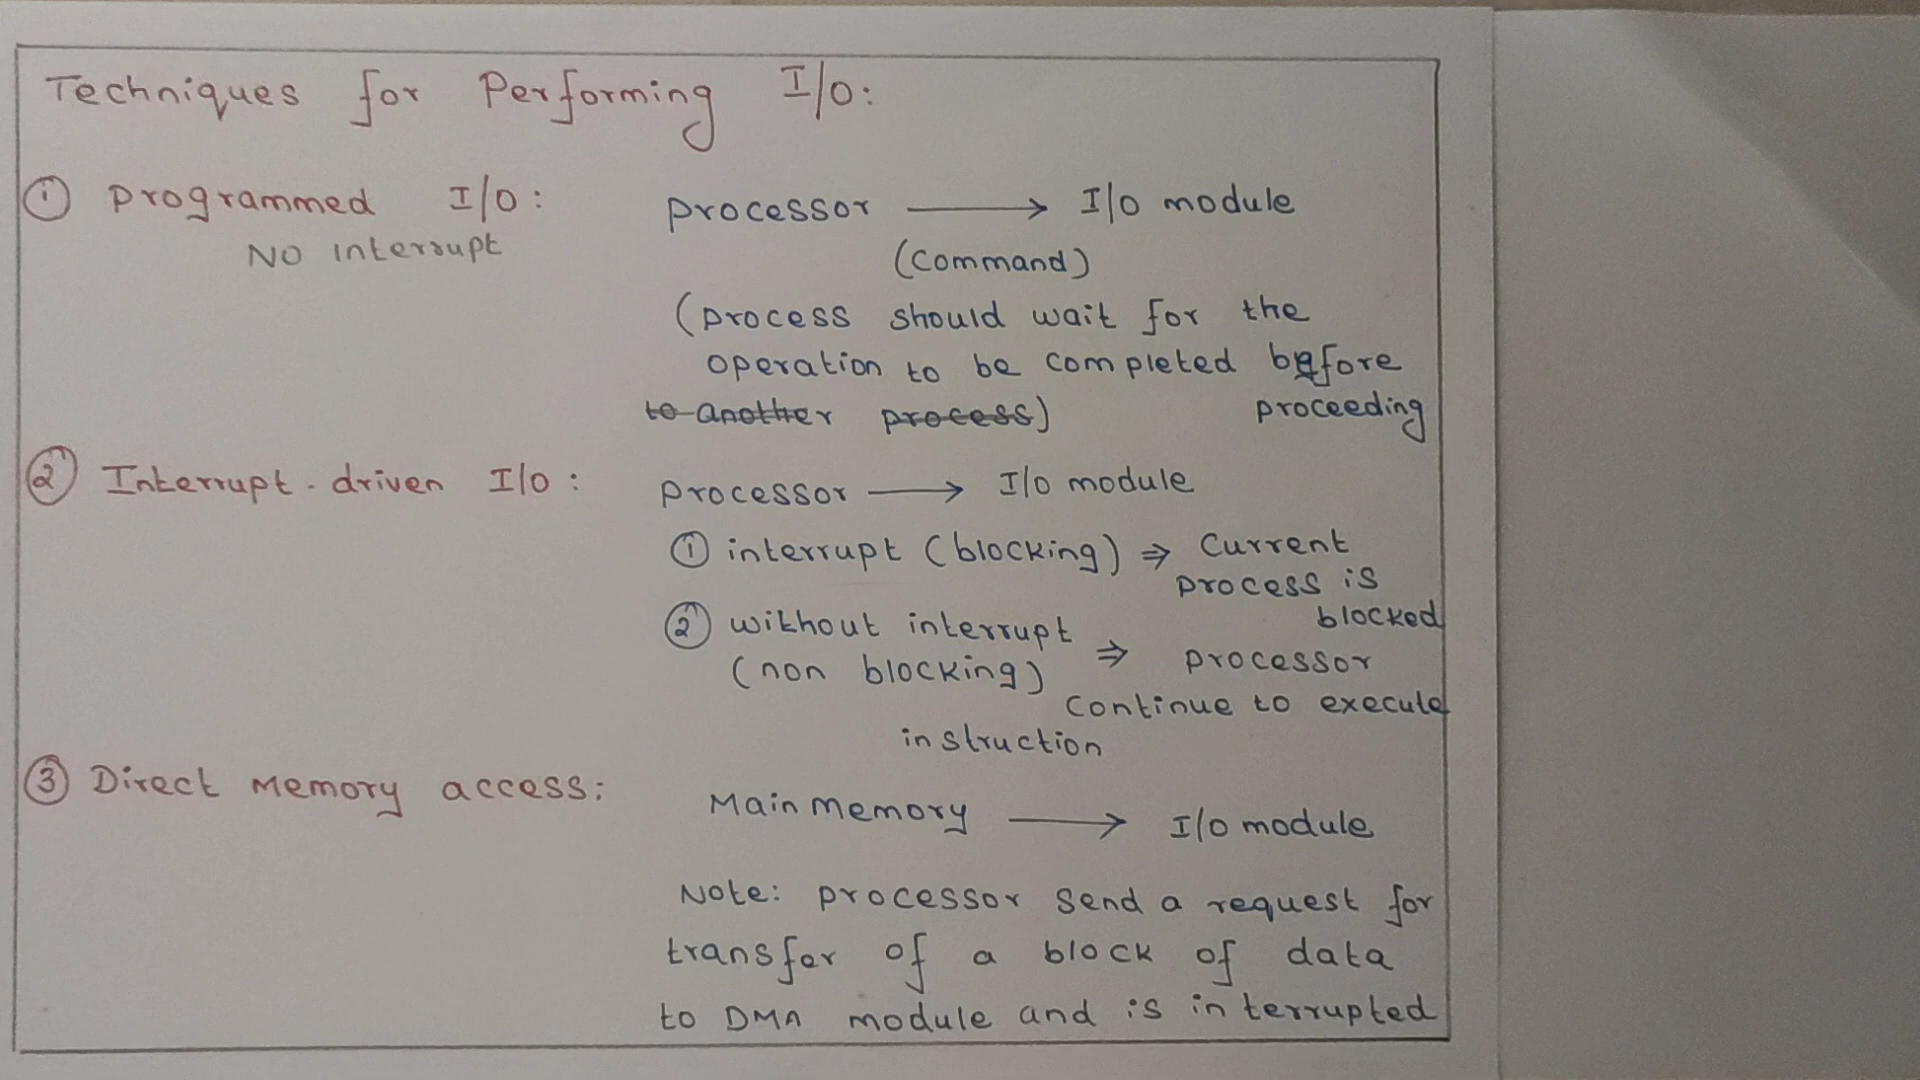 Techniques for Performing I/O:
① Programmed I/O: processor → I/O module
No Interrupt
(command)
(process should wait for the
operation to be completed before
to another process) proceeding
② Interrupt-driven I/O: processor → I/O module
① interrupt (blocking) ⇒ Current
process is
blocked
② without interrupt
(non blocking) ⇒ processor
continue to execute
instruction
③ Direct Memory access: Main memory → I/O module
Note: processor send a request for
transfer of a block of data
to DMA module and is interrupted